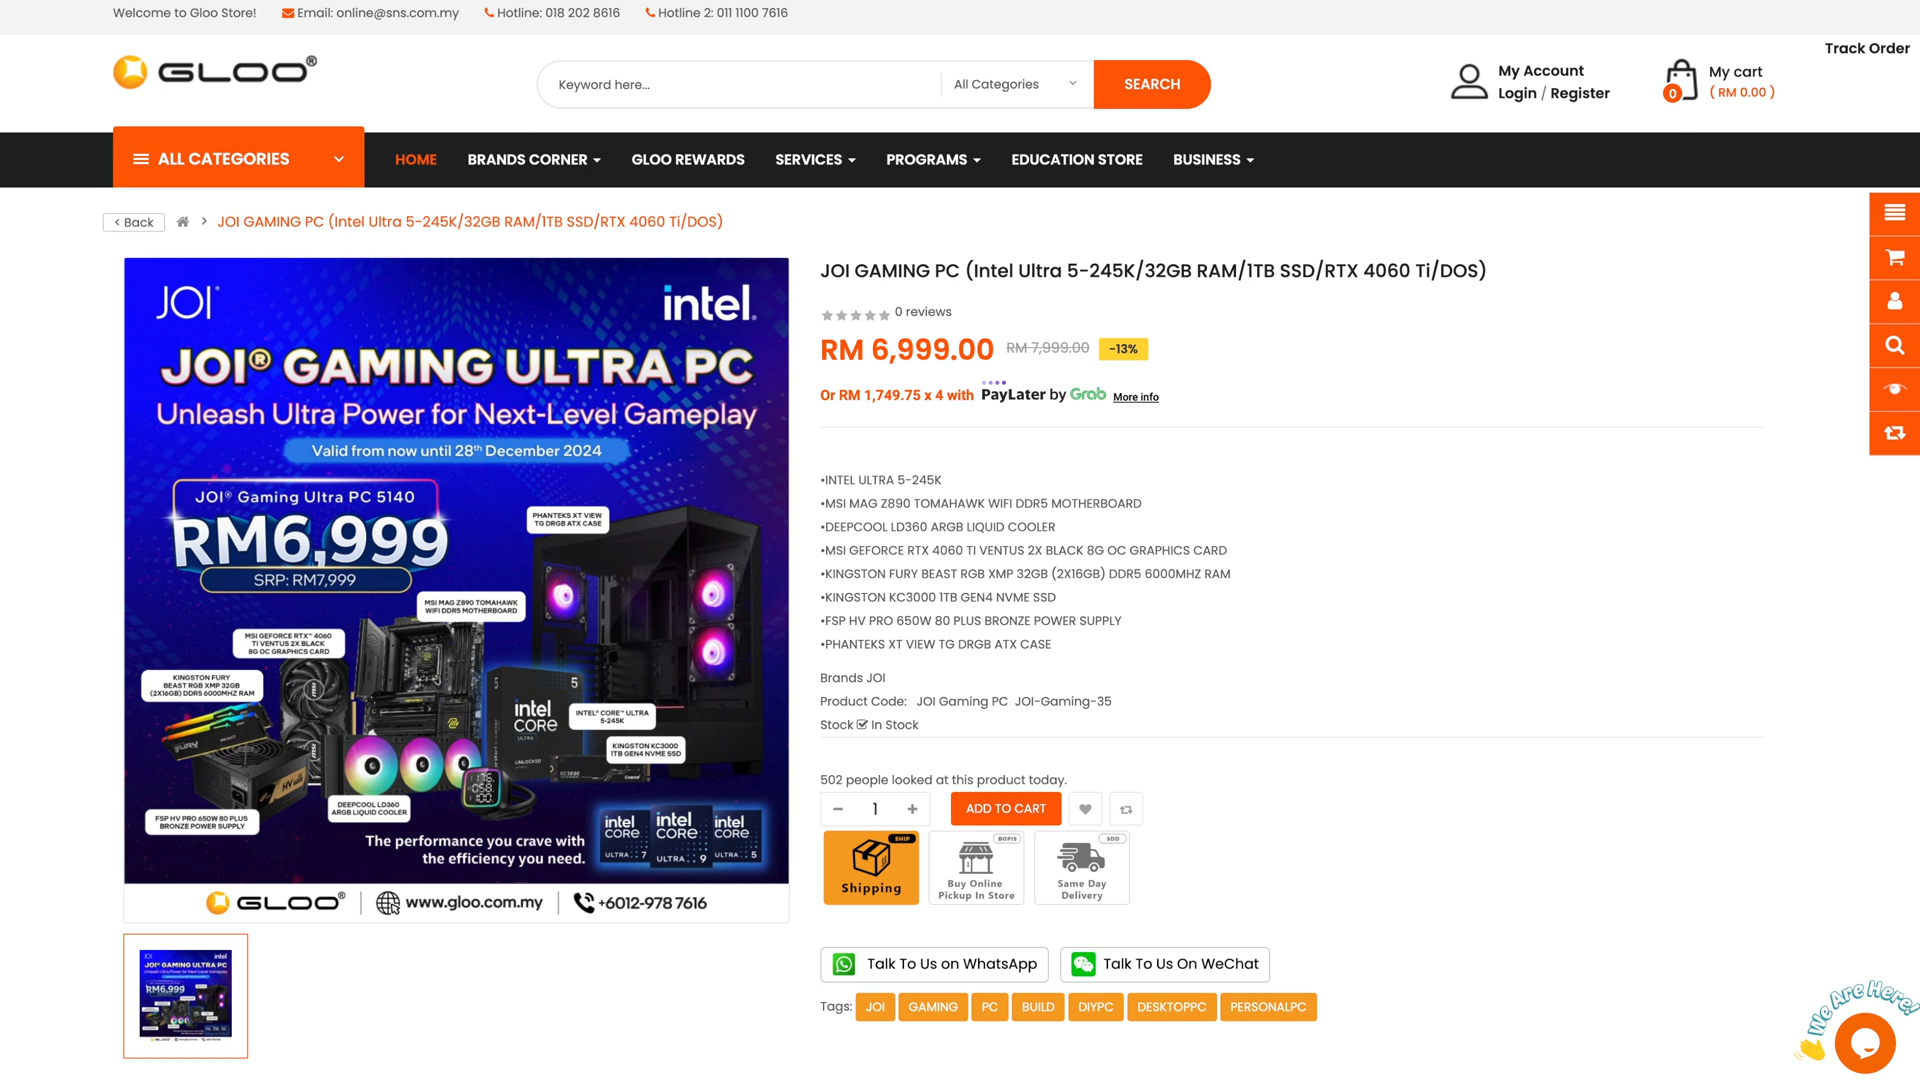 Welcome to Gloo Store!
Email: online@sns.com.my
Hotline: 018 202 8616
Hotline 2: 011 1100 7616
Track Order
GLOO®
Keyword here...
All Categories
SEARCH
My Account
Login / Register
0
My cart
( RM 0.00 )
ALL CATEGORIES
HOME
BRANDS CORNER
GLOO REWARDS
SERVICES
PROGRAMS
EDUCATION STORE
BUSINESS
< Back
JOI GAMING PC (Intel Ultra 5-245K/32GB RAM/1TB SSD/RTX 4060 Ti/DOS)
JOI®
intel.
JOI® GAMING ULTRA PC
Unleash Ultra Power for Next-Level Gameplay
Valid from now until 28th December 2024
JOI® Gaming Ultra PC 5140
RM6,999
SRP: RM7,999
PHANTEKS XT VIEW
TG DRGB ATX CASE
MSI MAG Z890 TOMAHAWK
WIFI DDR5 MOTHERBOARD
MSI GEFORCE RTX™ 4060
TI VENTUS 2X BLACK
8G OC GRAPHICS CARD
KINGSTON FURY
BEAST RGB XMP 32GB
(2X16GB) DDR5 6000MHZ RAM
5
intel
CORE
ULTRA
UNLOCKED
INTEL® CORE™ ULTRA
5-245K
KINGSTON KC3000
1TB GEN4 NVME SSD
FURY
BEAST
msi
msi
HV
KC3000
DEEPCOOL LD360
ARGB LIQUID COOLER
FSP HV PRO 650W 80 PLUS
BRONZE POWER SUPPLY
The performance you crave with
the efficiency you need.
intel
CORE
ULTRA 7
intel
CORE
ULTRA 9
intel
CORE
ULTRA 5
GLOO®
www.gloo.com.my
+6012-978 7616
JOI GAMING PC (Intel Ultra 5-245K/32GB RAM/1TB SSD/RTX 4060 Ti/DOS)
0 reviews
RM 6,999.00
RM 7,999.00
-13%
Or RM 1,749.75 x 4 with PayLater by Grab More info
•INTEL ULTRA 5-245K
•MSI MAG Z890 TOMAHAWK WIFI DDR5 MOTHERBOARD
•DEEPCOOL LD360 ARGB LIQUID COOLER
•MSI GEFORCE RTX 4060 TI VENTUS 2X BLACK 8G OC GRAPHICS CARD
•KINGSTON FURY BEAST RGB XMP 32GB (2X16GB) DDR5 6000MHZ RAM
•KINGSTON KC3000 1TB GEN4 NVME SSD
•FSP HV PRO 650W 80 PLUS BRONZE POWER SUPPLY
•PHANTEKS XT VIEW TG DRGB ATX CASE
Brands JOI
Product Code: JOI Gaming PC JOI-Gaming-35
Stock In Stock
502 people looked at this product today.
1
ADD TO CART
SHIP
Shipping
BOPIS
Buy Online
Pickup In Store
SDD
Same Day
Delivery
Talk To Us on WhatsApp
Talk To Us On WeChat
Tags: JOI GAMING PC BUILD DIYPC DESKTOPPC PERSONALPC
JOI
intel
JOI® GAMING ULTRA PC
RM6,999
We Are Here!